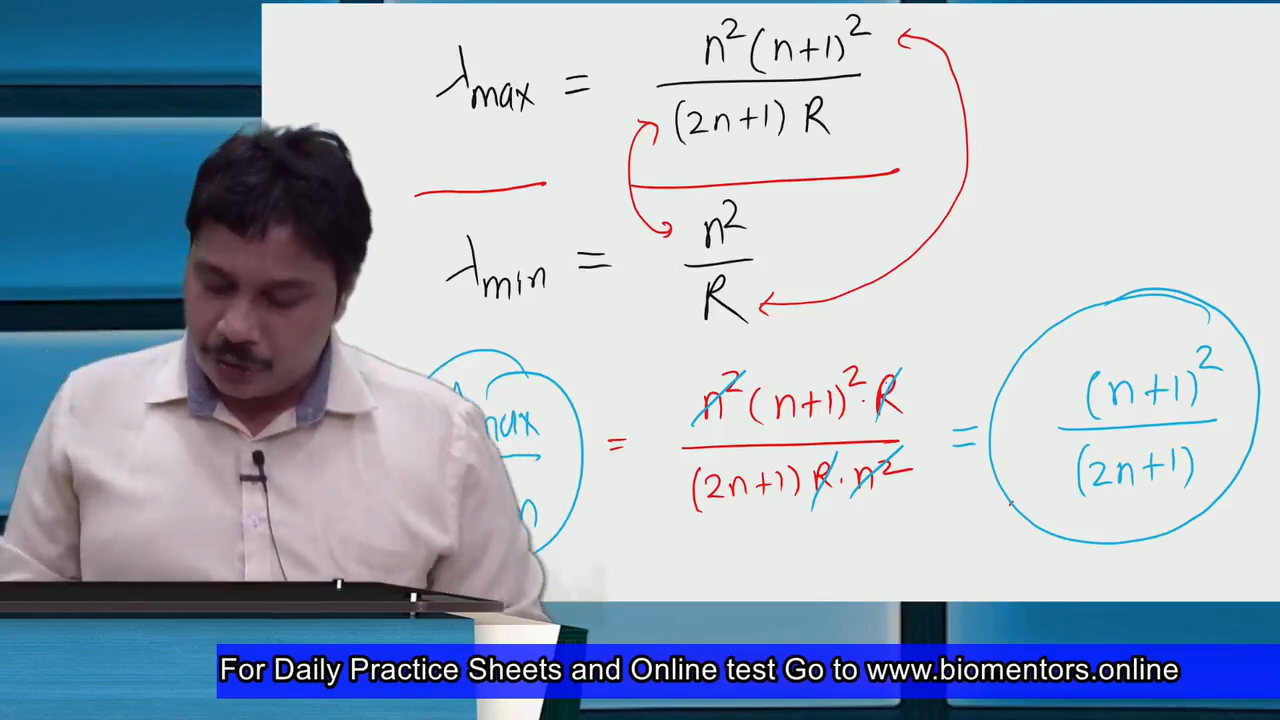 λmax = n²(n+1)² / (2n+1) R
λmin = n² / R
max = n²(n+1)²·R / (2n+1) R·n² = (n+1)² / (2n+1)
n
For Daily Practice Sheets and Online test Go to www.biomentors.online